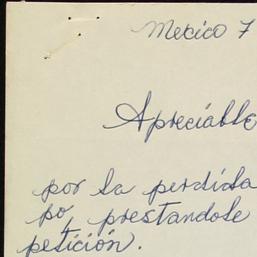 Mexico 7
Apreciable
por la perdida
po, prestandole
petición.